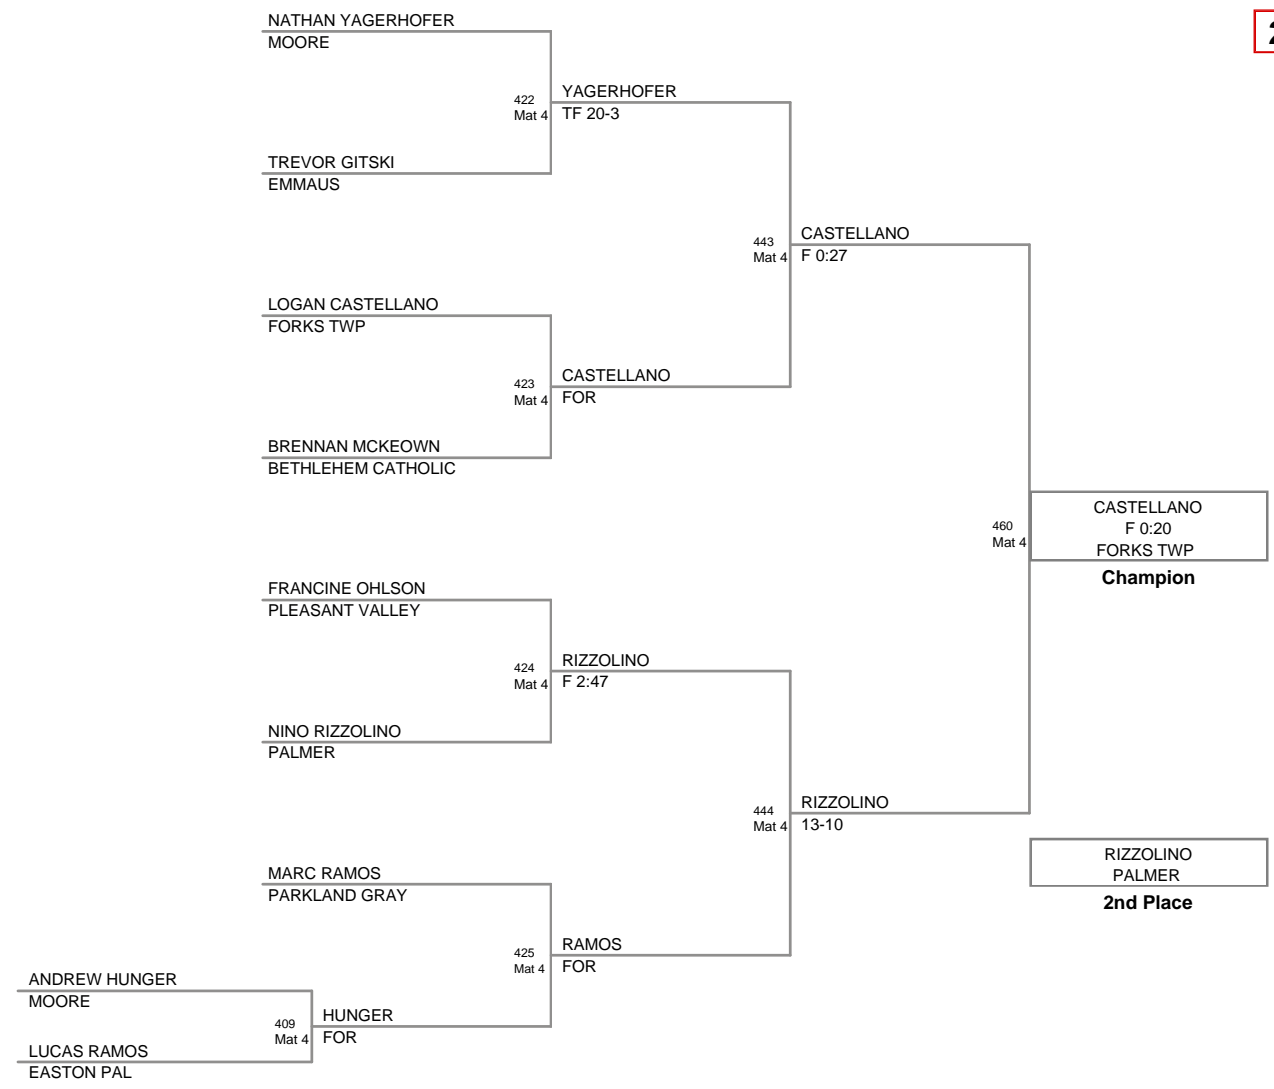 NATHAN YAGERHOFER
MOORE
422
Mat 4
YAGERHOFER
TF 20-3
TREVOR GITSKI
EMMAUS
443
Mat 4
CASTELLANO
F 0:27
LOGAN CASTELLANO
FORKS TWP
423
Mat 4
CASTELLANO
FOR
BRENNAN MCKEOWN
BETHLEHEM CATHOLIC
460
Mat 4
CASTELLANO
F 0:20
FORKS TWP
Champion
FRANCINE OHLSON
PLEASANT VALLEY
424
Mat 4
RIZZOLINO
F 2:47
NINO RIZZOLINO
PALMER
444
Mat 4
RIZZOLINO
13-10
RIZZOLINO
PALMER
2nd Place
MARC RAMOS
PARKLAND GRAY
425
Mat 4
RAMOS
FOR
ANDREW HUNGER
MOORE
409
Mat 4
HUNGER
FOR
LUCAS RAMOS
EASTON PAL